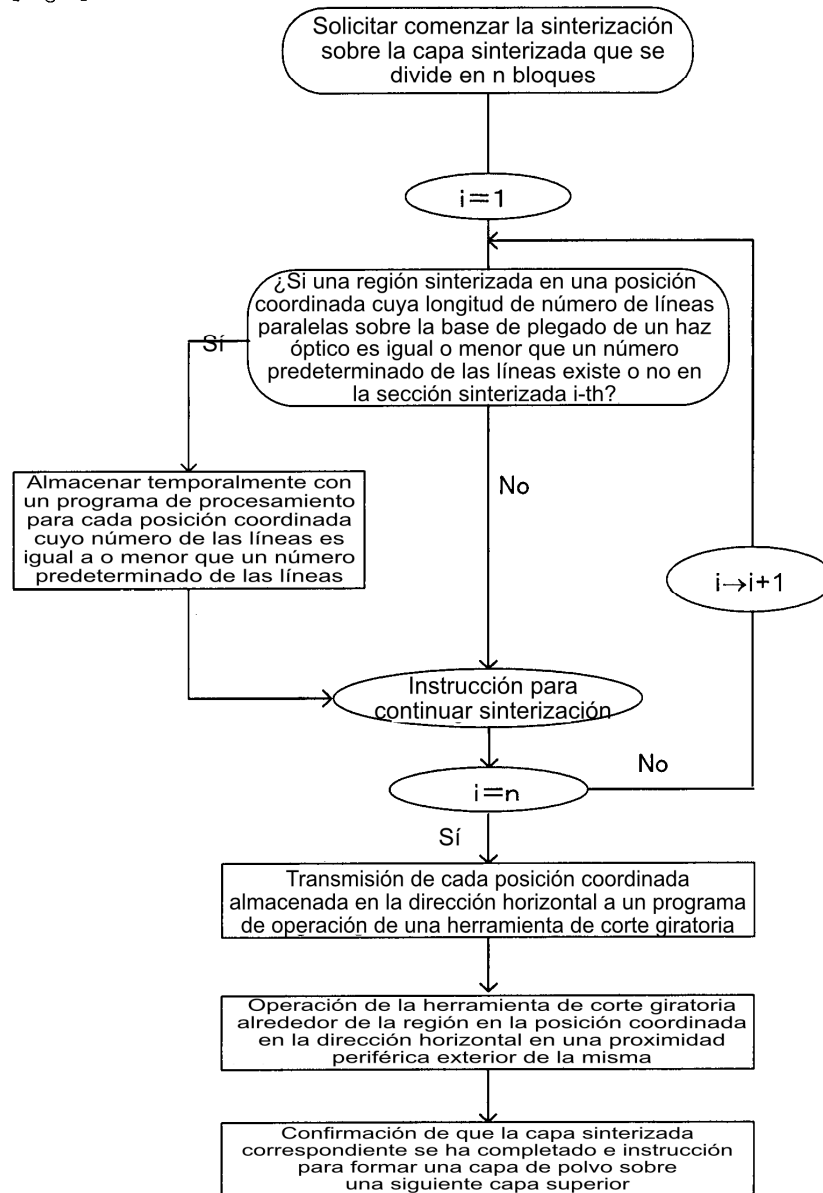 Solicitar comenzar la sinterización
sobre la capa sinterizada que se
divide en n bloques
i=1
¿Si una región sinterizada en una posición
coordinada cuya longitud de número de líneas
paralelas sobre la base de plegado de un haz
óptico es igual o menor que un número
predeterminado de las líneas existe o no en
la sección sinterizada i-th?
Sí
Almacenar temporalmente con
un programa de procesamiento
para cada posición coordinada
cuyo número de las líneas es
igual a o menor que un número
predeterminado de las líneas
No
i→i+1
Instrucción para
continuar sinterización
No
i=n
Sí
Transmisión de cada posición coordinada
almacenada en la dirección horizontal a un programa
de operación de una herramienta de corte giratoria
Operación de la herramienta de corte giratoria
alrededor de la región en la posición coordinada
en la dirección horizontal en una proximidad
periférica exterior de la misma
Confirmación de que la capa sinterizada
correspondiente se ha completado e instrucción
para formar una capa de polvo sobre
una siguiente capa superior